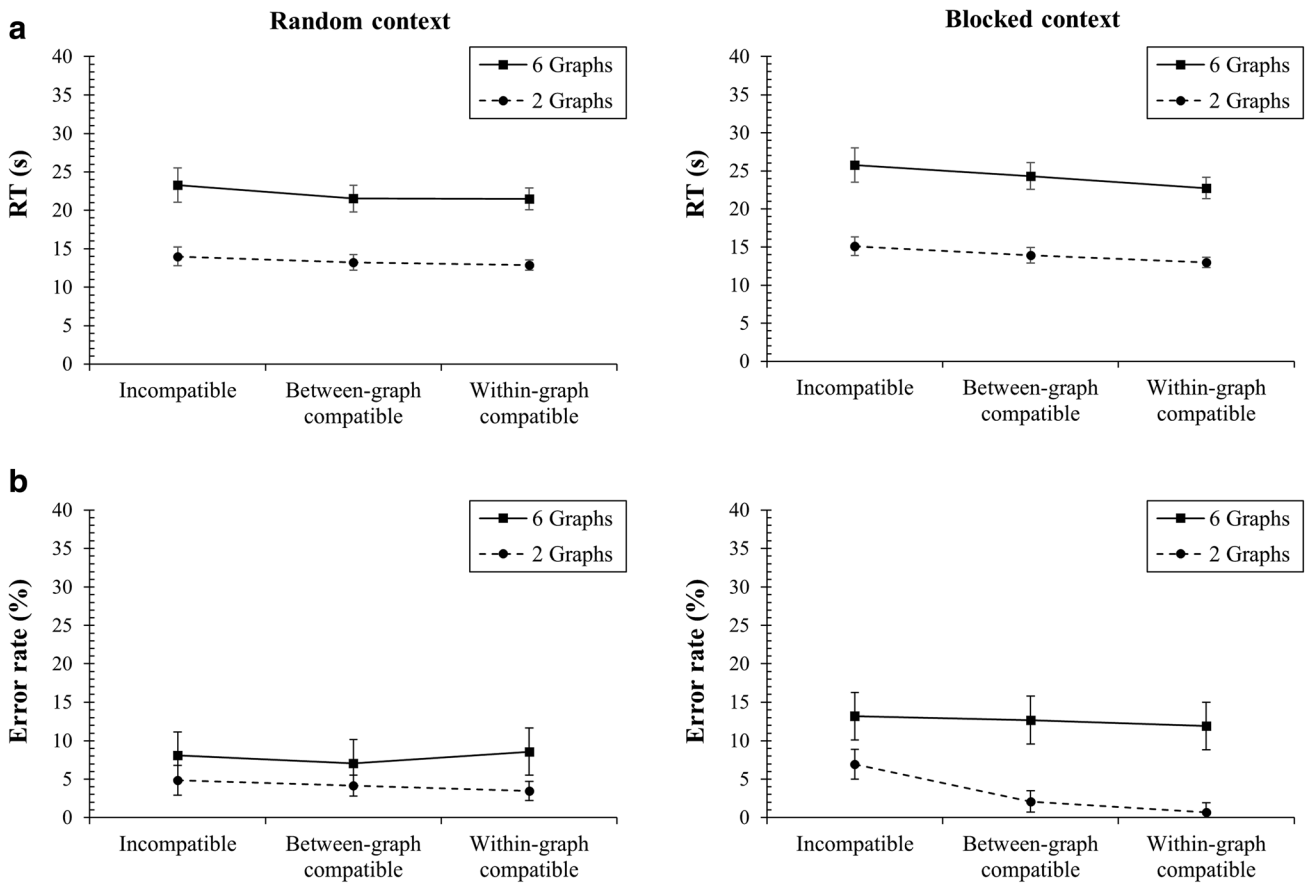 a
Random context
Blocked context
6 Graphs
2 Graphs
RT (s)
40
35
30
25
20
15
10
5
0
Incompatible
Between-graph
compatible
Within-graph
compatible
6 Graphs
2 Graphs
RT (s)
40
35
30
25
20
15
10
5
0
Incompatible
Between-graph
compatible
Within-graph
compatible
b
6 Graphs
2 Graphs
Error rate (%)
40
35
30
25
20
15
10
5
0
Incompatible
Between-graph
compatible
Within-graph
compatible
6 Graphs
2 Graphs
Error rate (%)
40
35
30
25
20
15
10
5
0
Incompatible
Between-graph
compatible
Within-graph
compatible